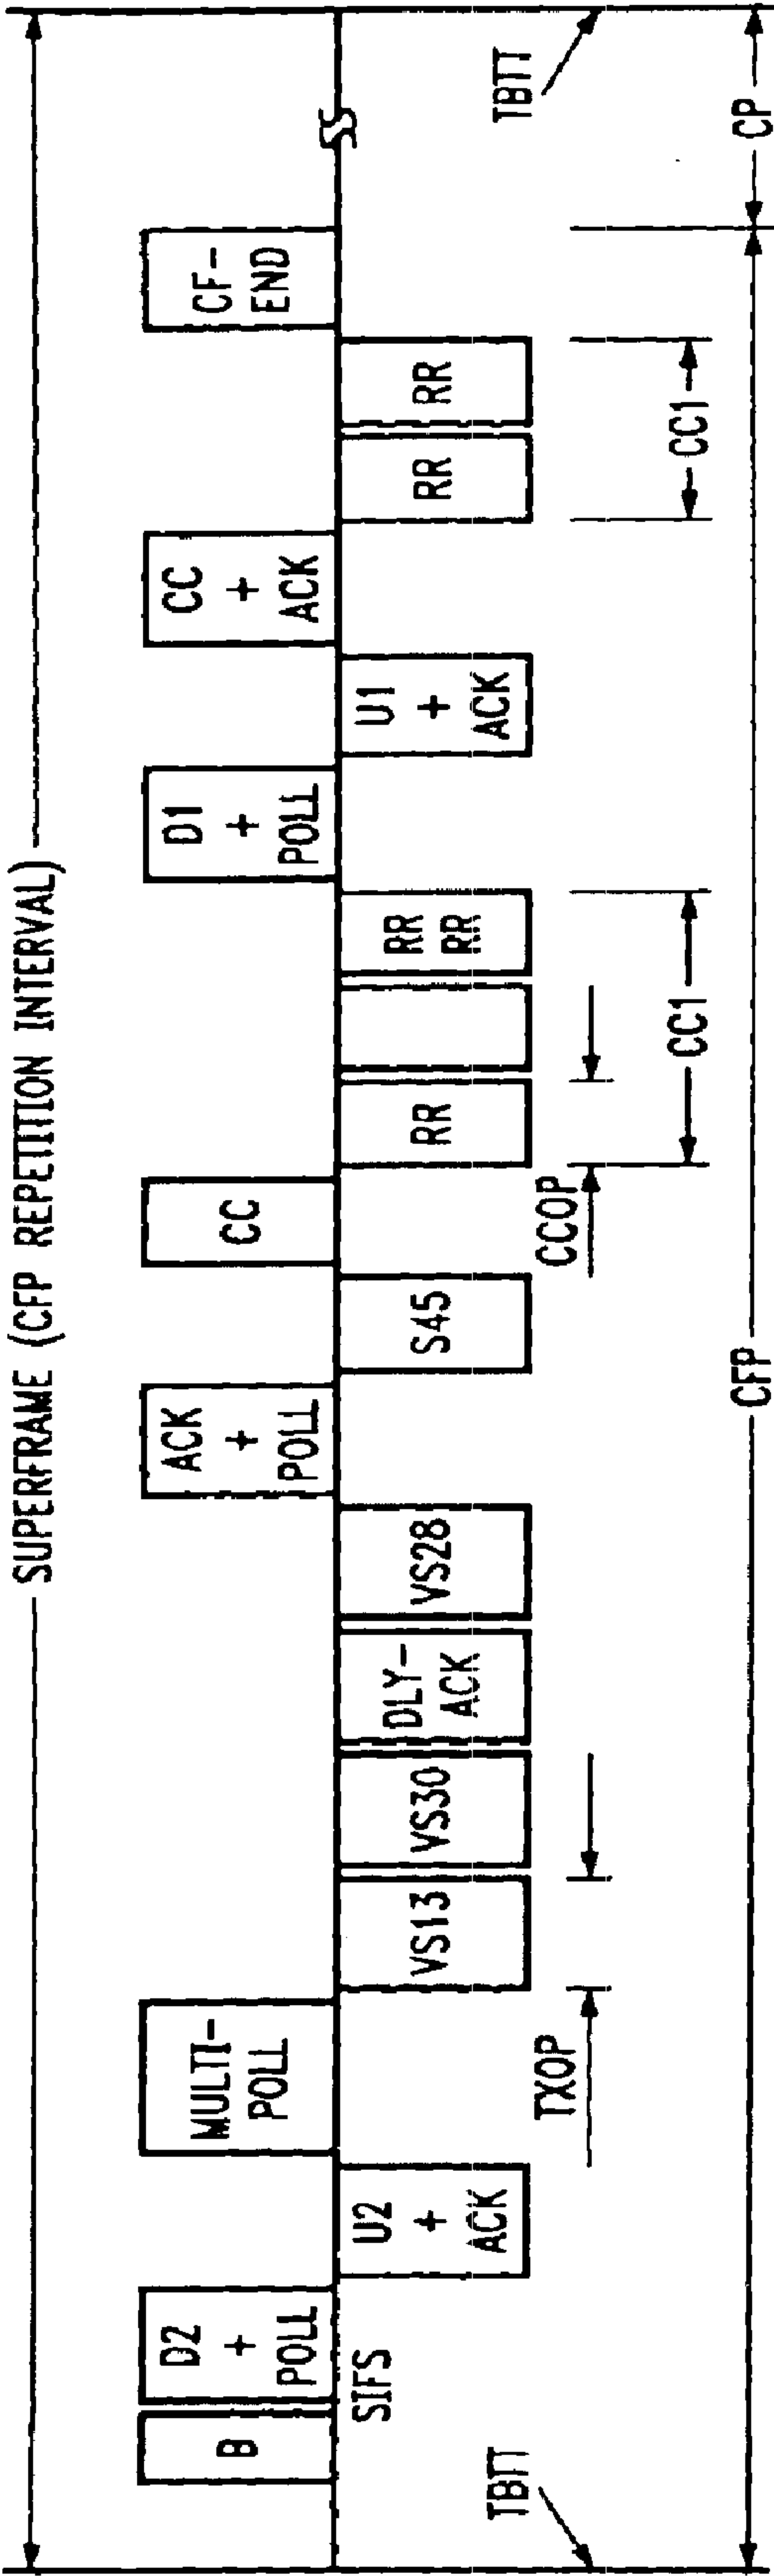 SUPERFRAME (CFP REPETITION INTERVAL)
B
D2
+
POLL
MULTI-
POLL
ACK
+
POLL
CC
D1
+
POLL
CC
+
ACK
CF-
END
SIFS
U2
+
ACK
VS13
VS30
DLY-
ACK
VS28
S45
RR
RR
RR
U1
+
ACK
RR
RR
TBTT
TXOP
CCOP
CC1
CC1
TBTT
CFP
CP